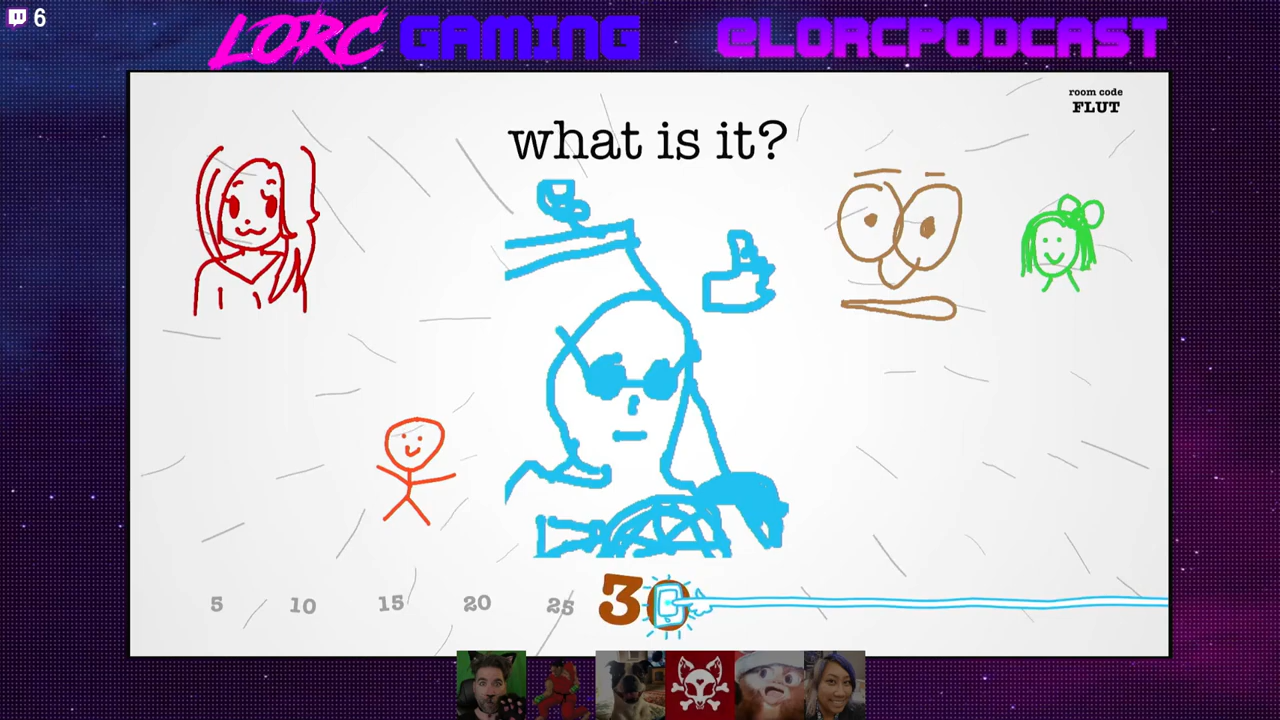 6
LORC GAMING @LORCPODCAST
room code
FLUT
what is it?
5 10 15 20 25 30